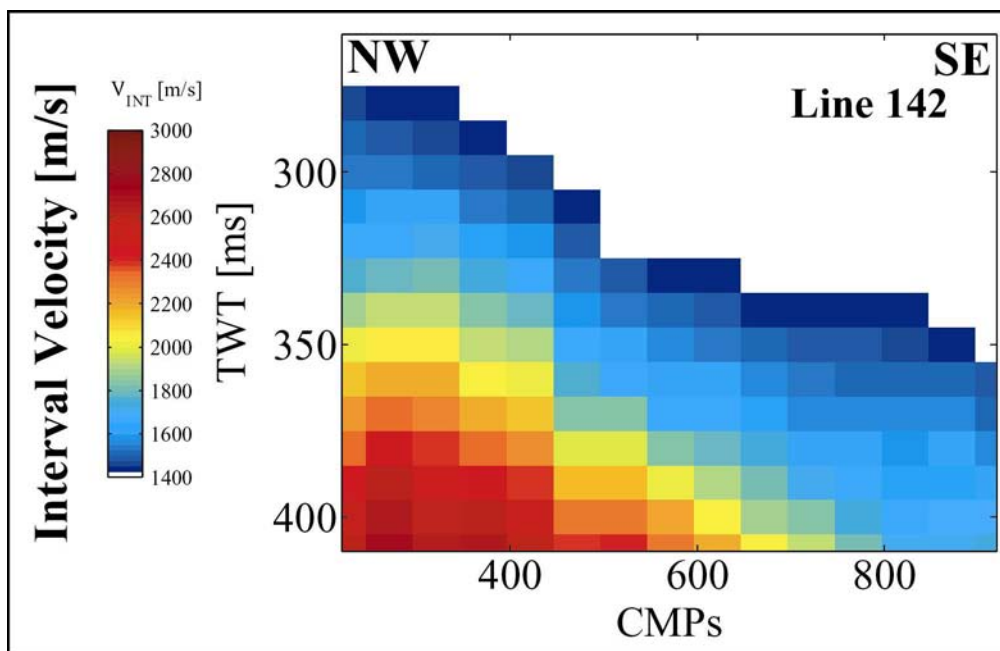 Interval Velocity [m/s]
V_INT [m/s]
3000
2800
2600
2400
2200
2000
1800
1600
1400
TWT [ms]
300
350
400
NW
SE
Line 142
400
600
800
CMPs